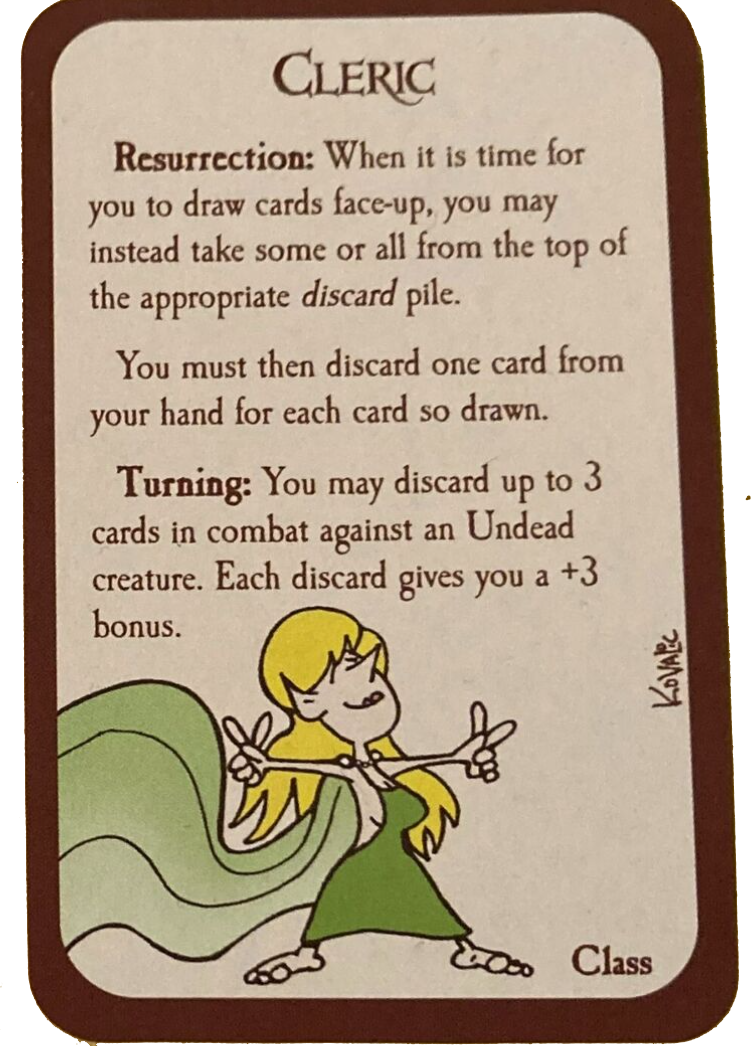 CLERIC
Resurrection: When it is time for
you to draw cards face-up, you may
instead take some or all from the top of
the appropriate discard pile.
You must then discard one card from
your hand for each card so drawn.
Turning: You may discard up to 3
cards in combat against an Undead
creature. Each discard gives you a +3
bonus.
KOVALIC
Class